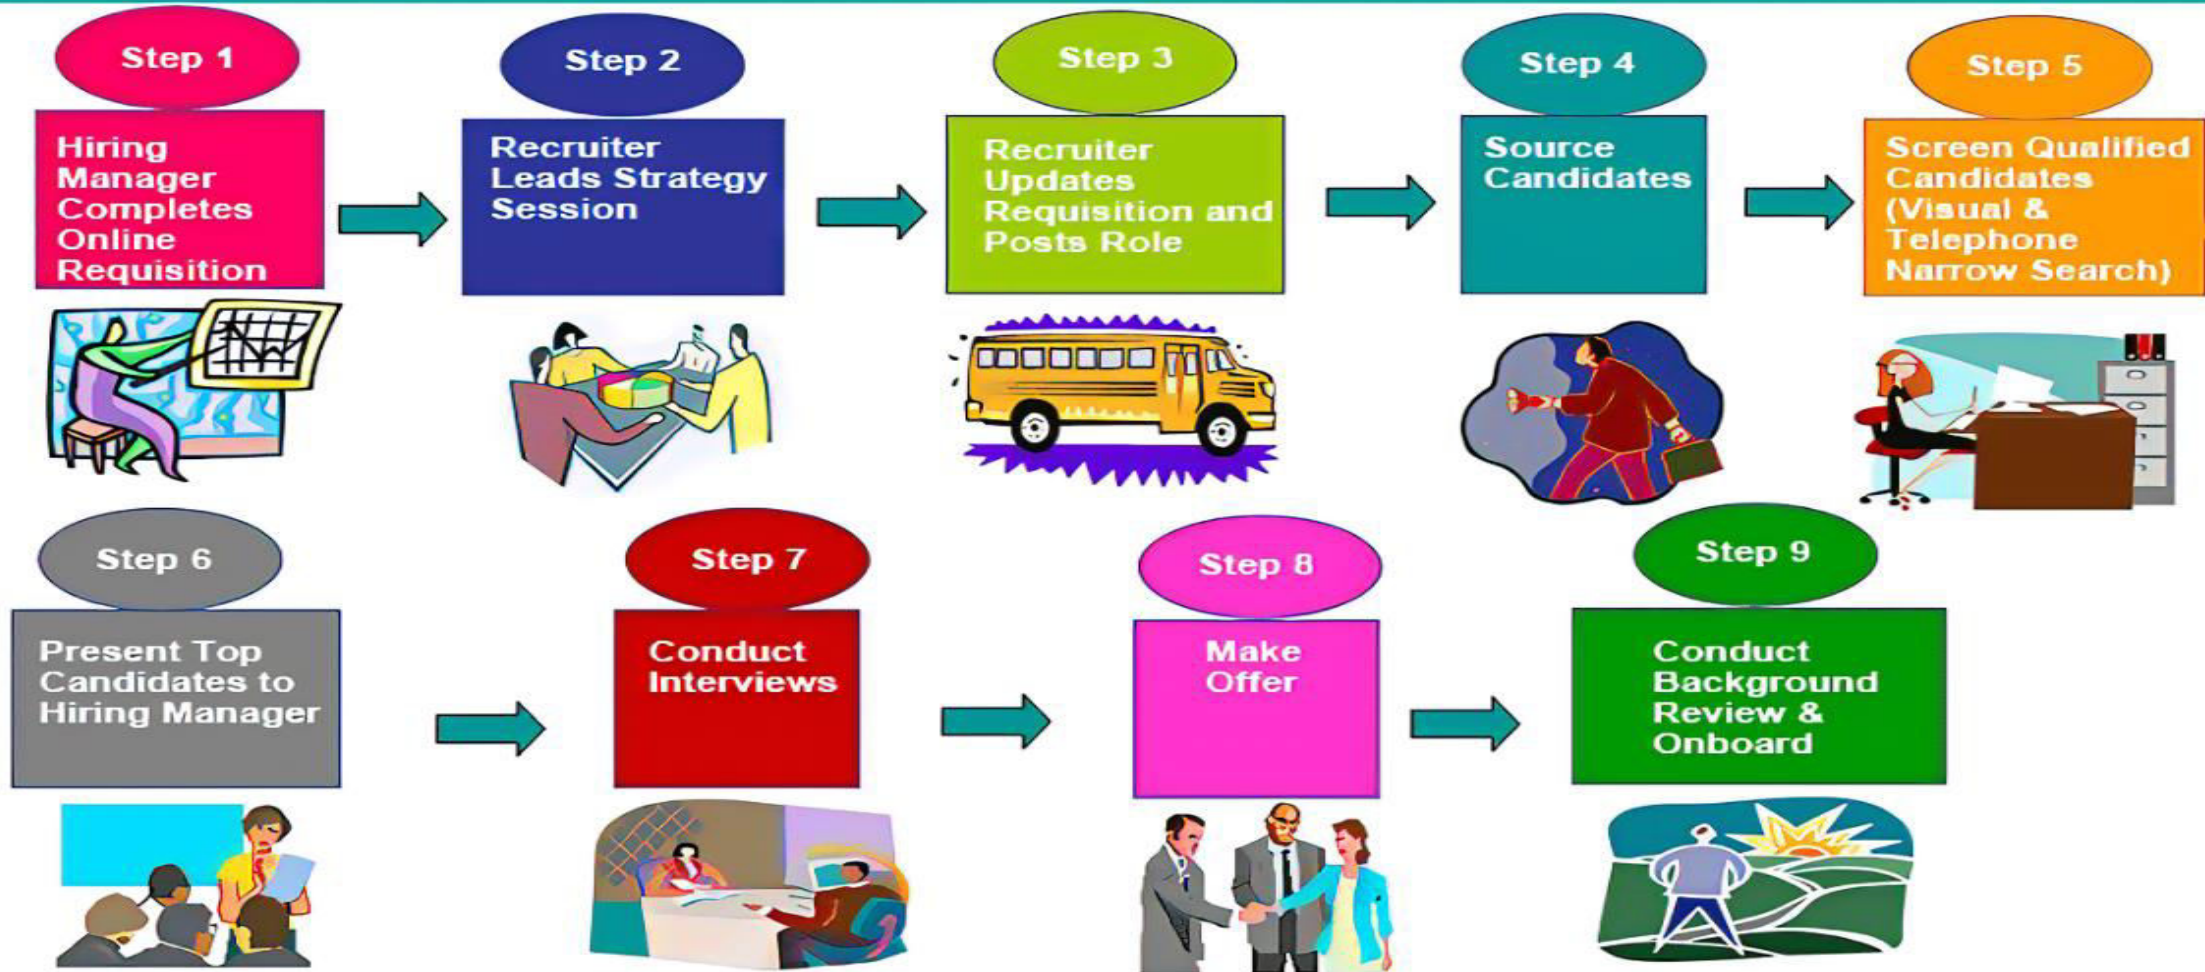 Step 1
Hiring
Manager
Completes
Online
Requisition
Step 2
Recruiter
Leads Strategy
Session
Step 3
Recruiter
Updates
Requisition and
Posts Role
Step 4
Source
Candidates
Step 5
Screen Qualified
Candidates
(Visual &
Telephone
Narrow Search)
Step 6
Present Top
Candidates to
Hiring Manager
Step 7
Conduct
Interviews
Step 8
Make
Offer
Step 9
Conduct
Background
Review &
Onboard